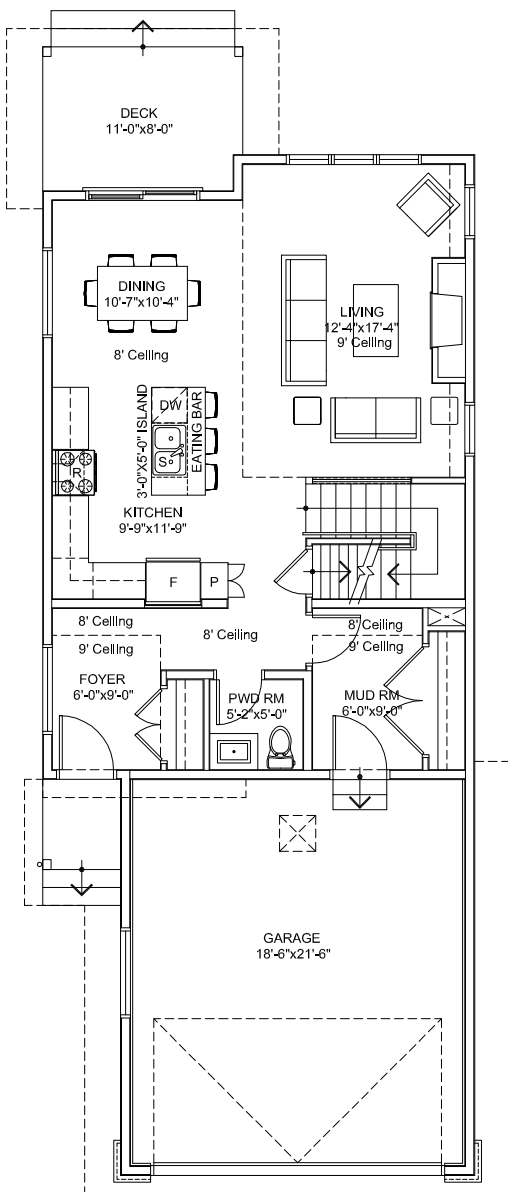 DECK
11'-0"x8'-0"
DINING
10'-7"x10'-4"
8' Ceiling
LIVING
12'-4"x17'-4"
9' Ceiling
DW
S
3'-0"X5'-0" ISLAND
EATING BAR
R
KITCHEN
9'-9"x11'-9"
F
P
8' Ceiling
9' Ceiling
8' Ceiling
8' Ceiling
9' Ceiling
FOYER
6'-0"x9'-0"
PWD RM
5'-2"x5'-0"
MUD RM
6'-0"x9'-0"
GARAGE
18'-6"x21'-6"